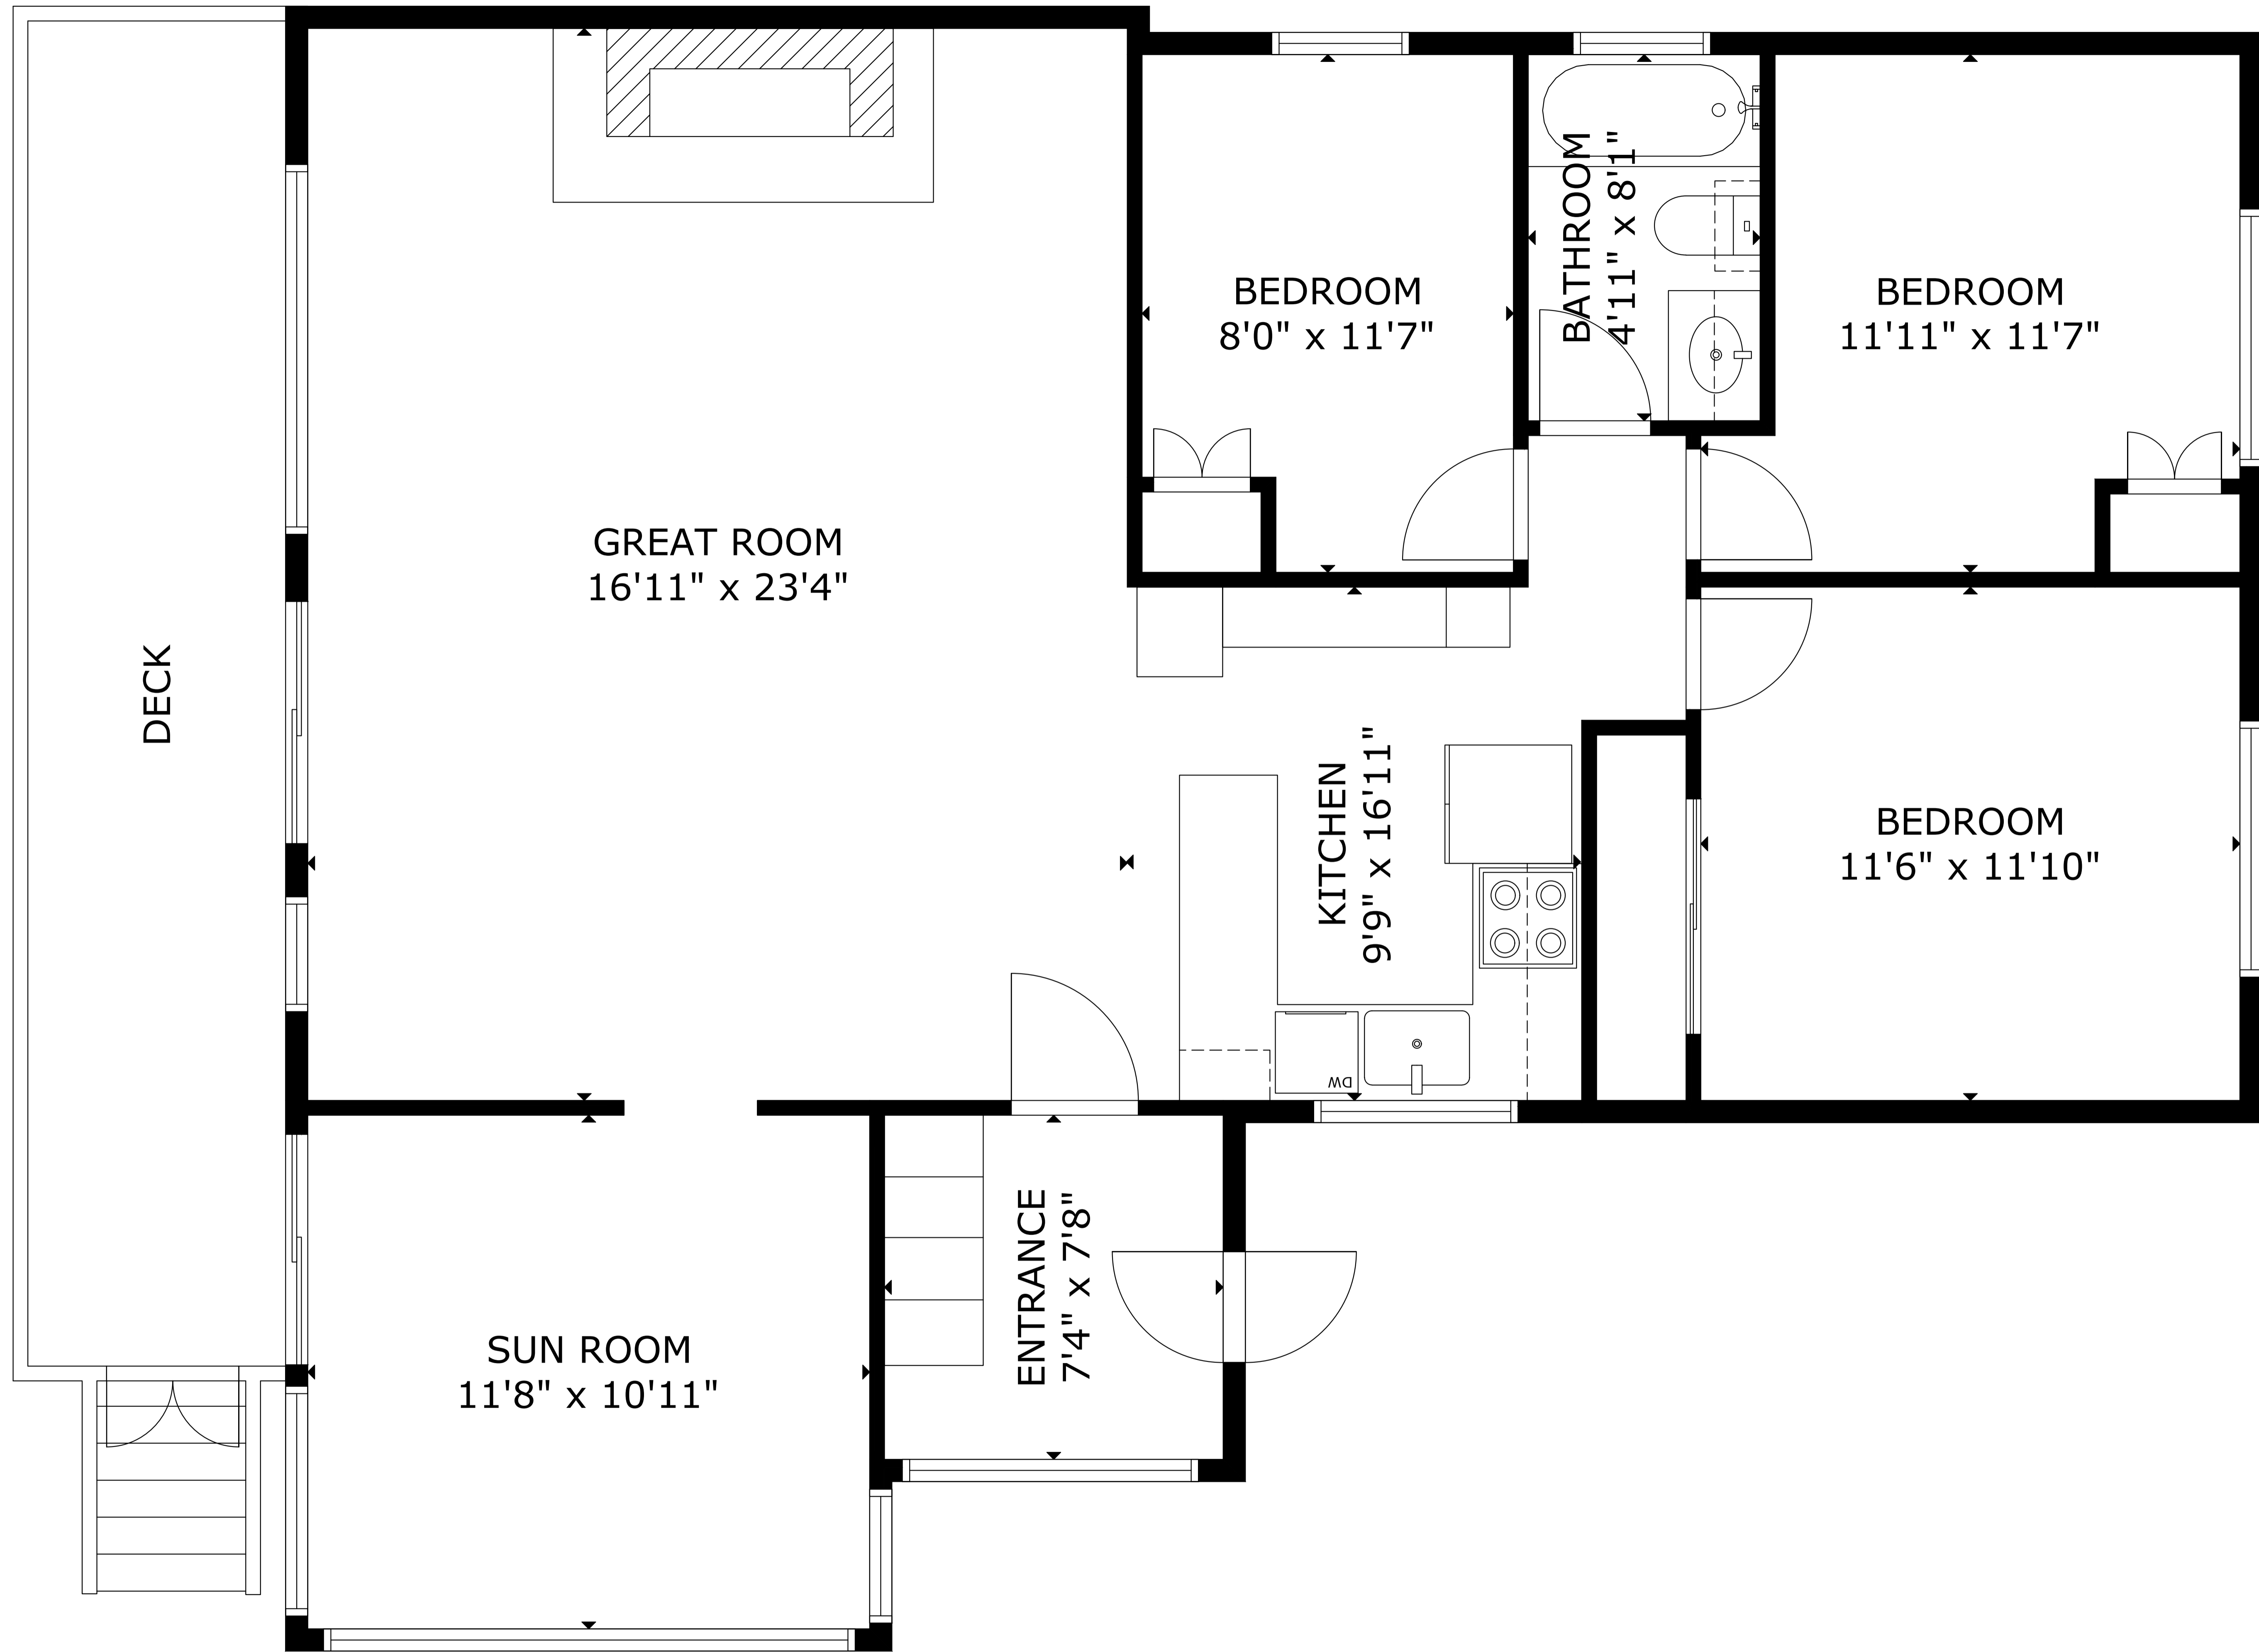 BEDROOM
8'0" x 11'7"
BATHROOM
4'11" x 8'1"
BEDROOM
11'11" x 11'7"
GREAT ROOM
16'11" x 23'4"
DECK
KITCHEN
9'9" x 16'11"
BEDROOM
11'6" x 11'10"
DW
ENTRANCE
7'4" x 7'8"
SUN ROOM
11'8" x 10'11"